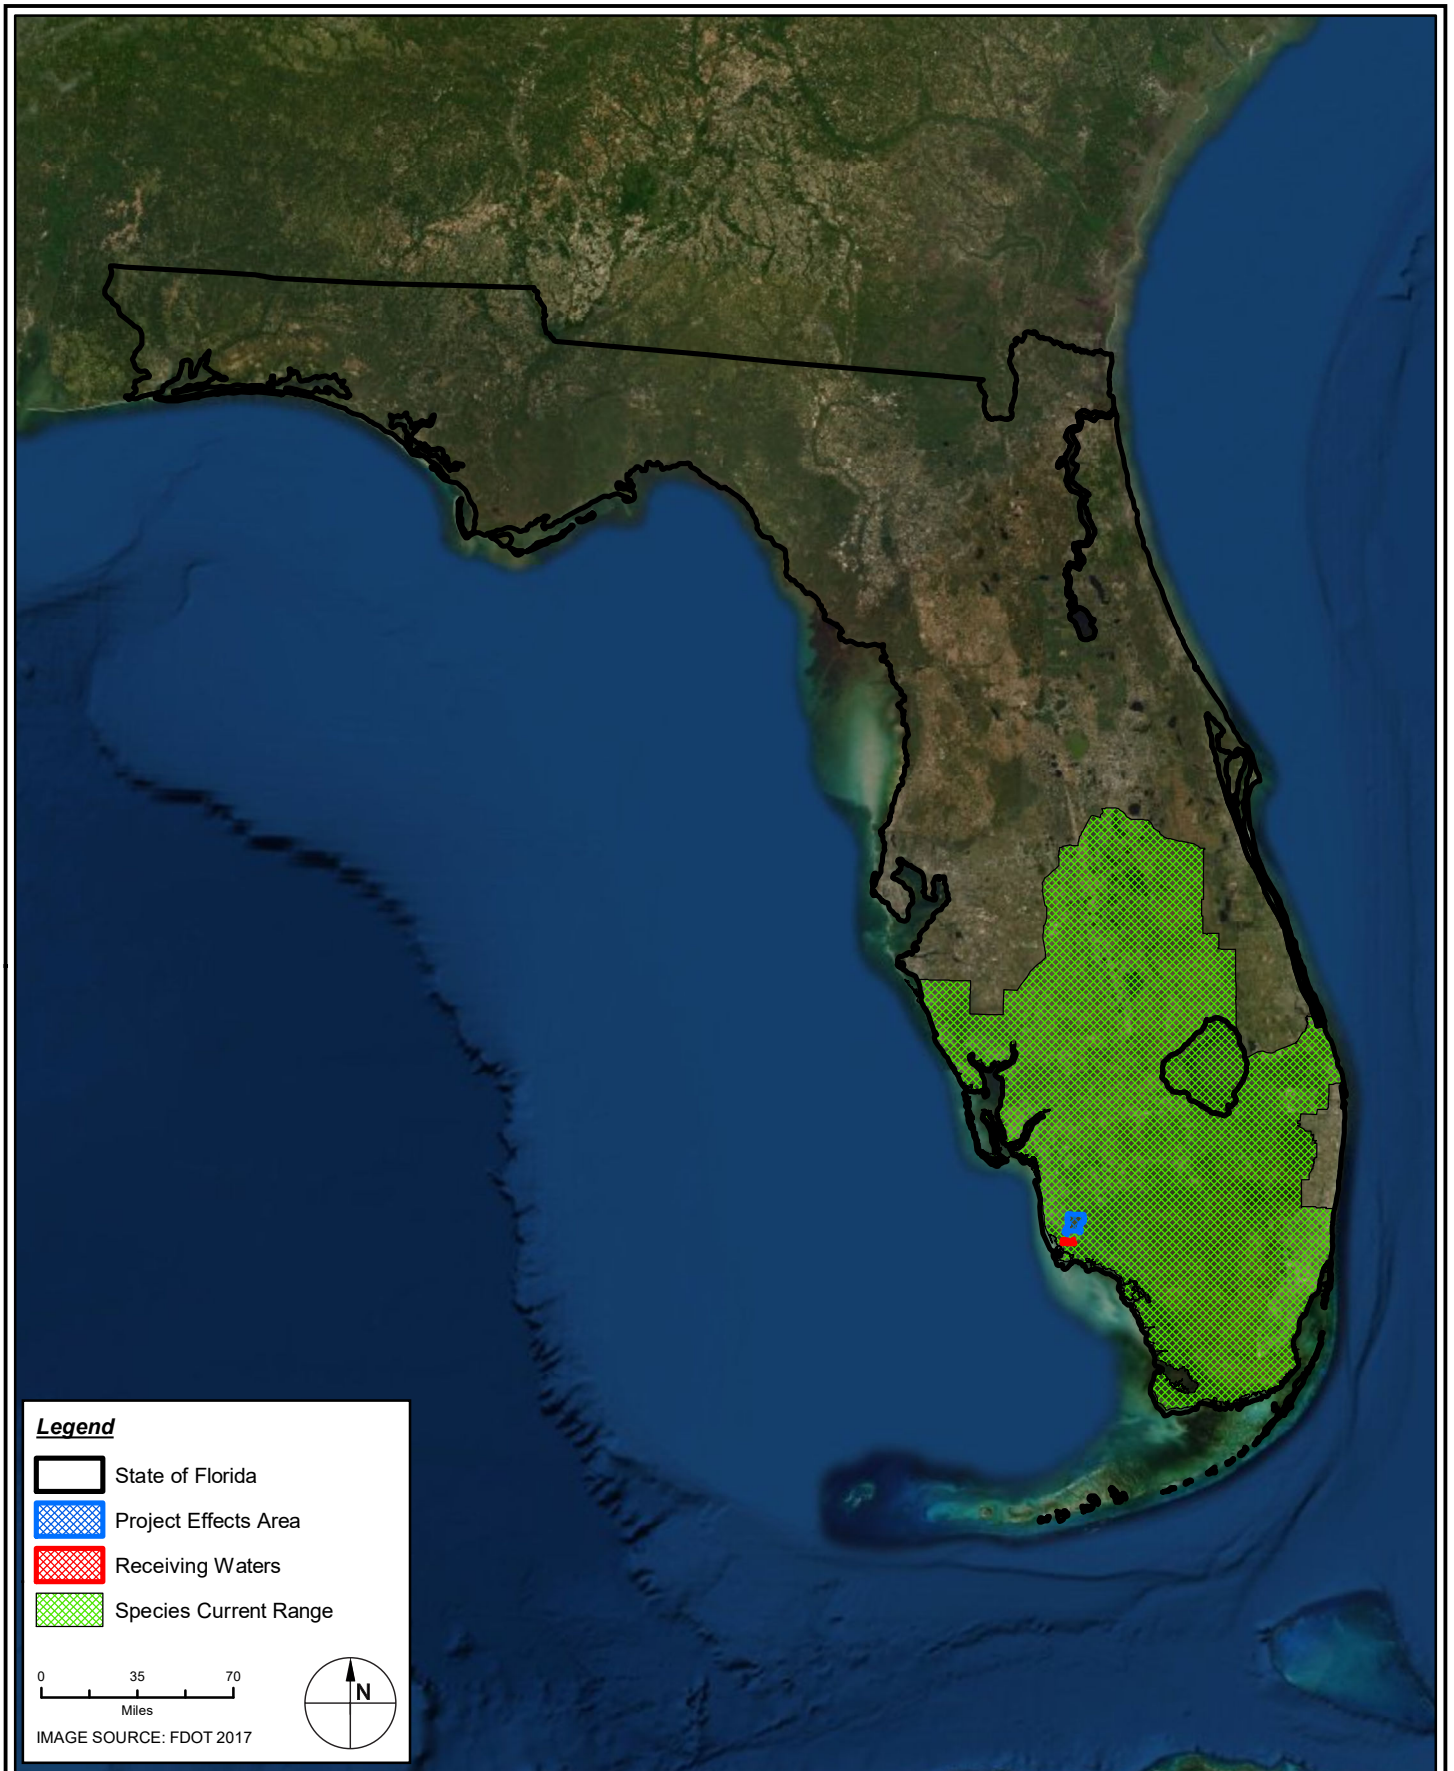 Legend
State of Florida
Project Effects Area
Receiving Waters
Species Current Range
0 35 70
Miles
N
IMAGE SOURCE: FDOT 2017